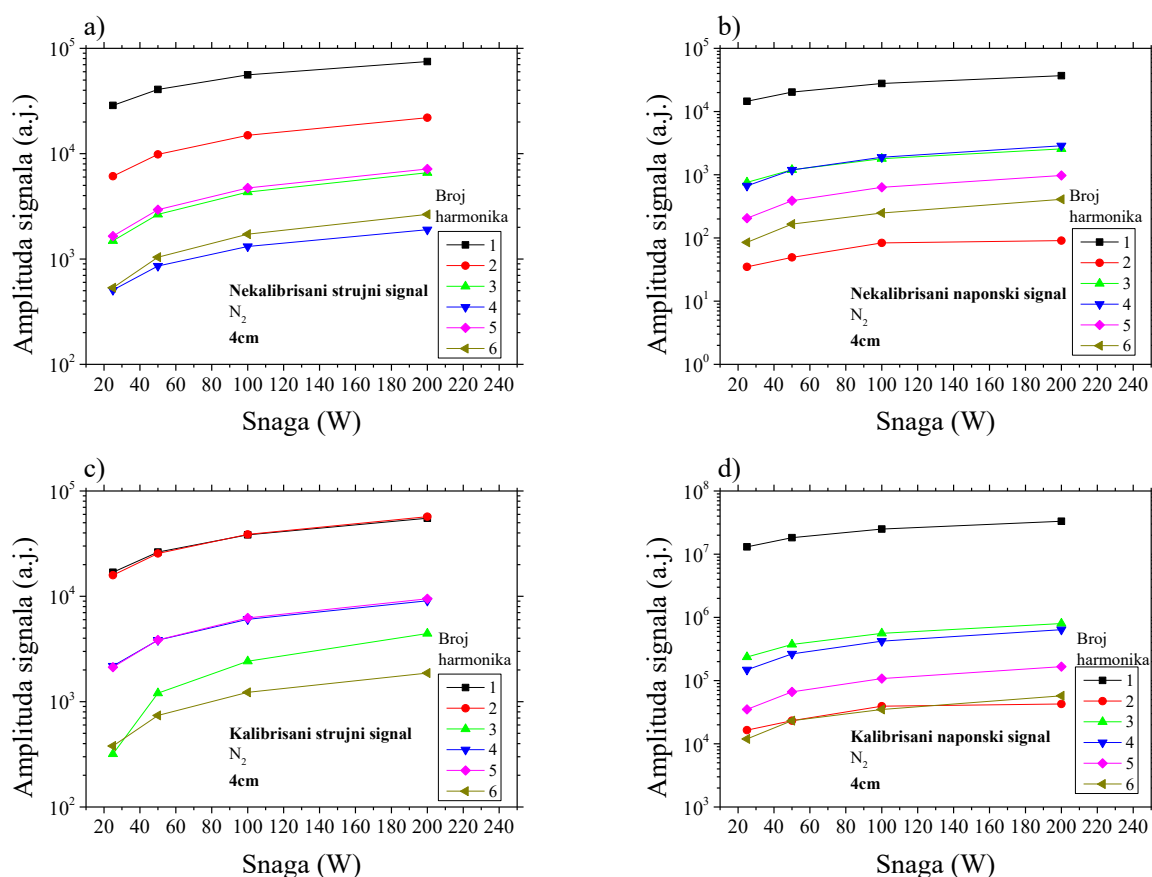 a)
Amplituda signala (a.j.)
10^5
10^4
10^3
10^2
20 40 60 80 100 120 140 160 180 200 220 240
Snaga (W)
Nekalibrisani strujni signal
N₂
4cm
Broj
harmonika
1
2
3
4
5
6
b)
Amplituda signala (a.j.)
10^5
10^4
10^3
10^2
10^1
10^0
20 40 60 80 100 120 140 160 180 200 220 240
Snaga (W)
Nekalibrisani naponski signal
N₂
4cm
Broj
harmonika
1
2
3
4
5
6
c)
Amplituda signala (a.j.)
10^5
10^4
10^3
10^2
20 40 60 80 100 120 140 160 180 200 220 240
Snaga (W)
Kalibrisani strujni signal
N₂
4cm
Broj
harmonika
1
2
3
4
5
6
d)
Amplituda signala (a.j.)
10^8
10^7
10^6
10^5
10^4
10^3
20 40 60 80 100 120 140 160 180 200 220 240
Snaga (W)
Kalibrisani naponski signal
N₂
4cm
Broj
harmonika
1
2
3
4
5
6